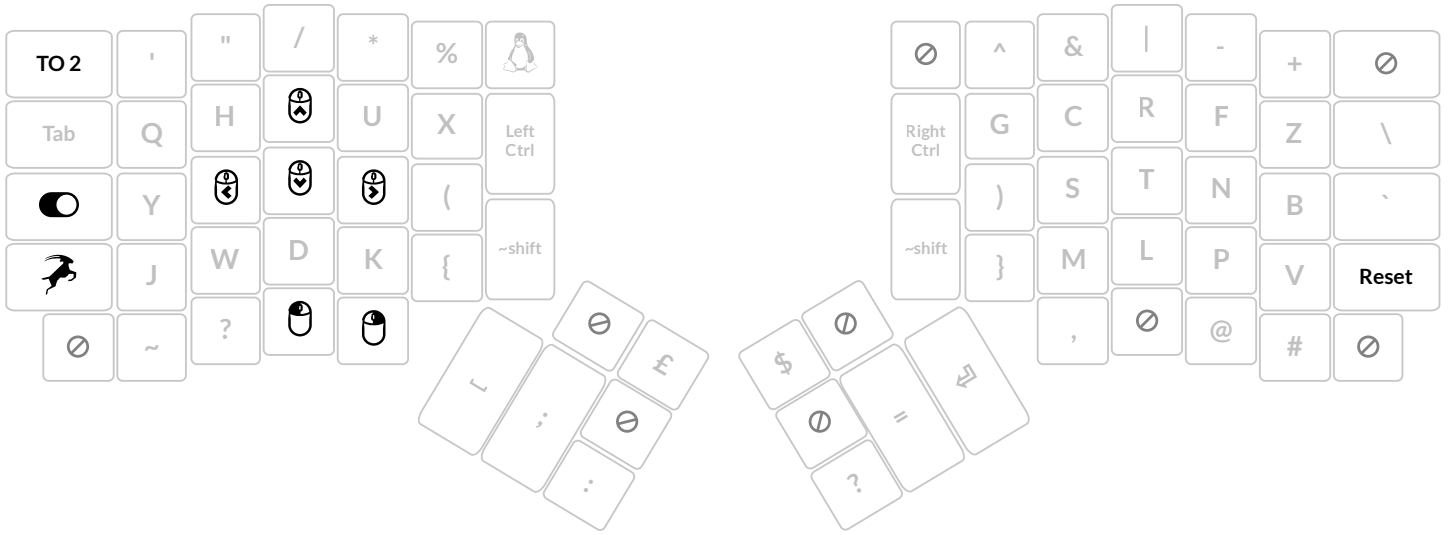 TO 2 ' " / * % ^ & | - +
Tab Q H U X Left Ctrl Right Ctrl G C R F Z \
Y ( ) S T N B `
J W D K { ~shift ~shift } M L P V Reset
~ ? , @ #
[ ; £ : $ ? =